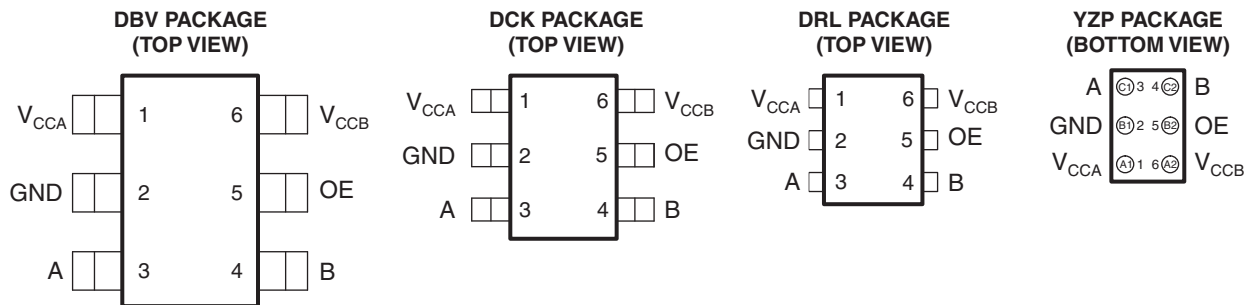 DBV PACKAGE
(TOP VIEW)
VCCA 1 6 VCCB
GND 2 5 OE
A 3 4 B
DCK PACKAGE
(TOP VIEW)
VCCA 1 6 VCCB
GND 2 5 OE
A 3 4 B
DRL PACKAGE
(TOP VIEW)
VCCA 1 6 VCCB
GND 2 5 OE
A 3 4 B
YZP PACKAGE
(BOTTOM VIEW)
A C1 3 4 C2 B
GND B1 2 5 B2 OE
VCCA A1 1 6 A2 VCCB